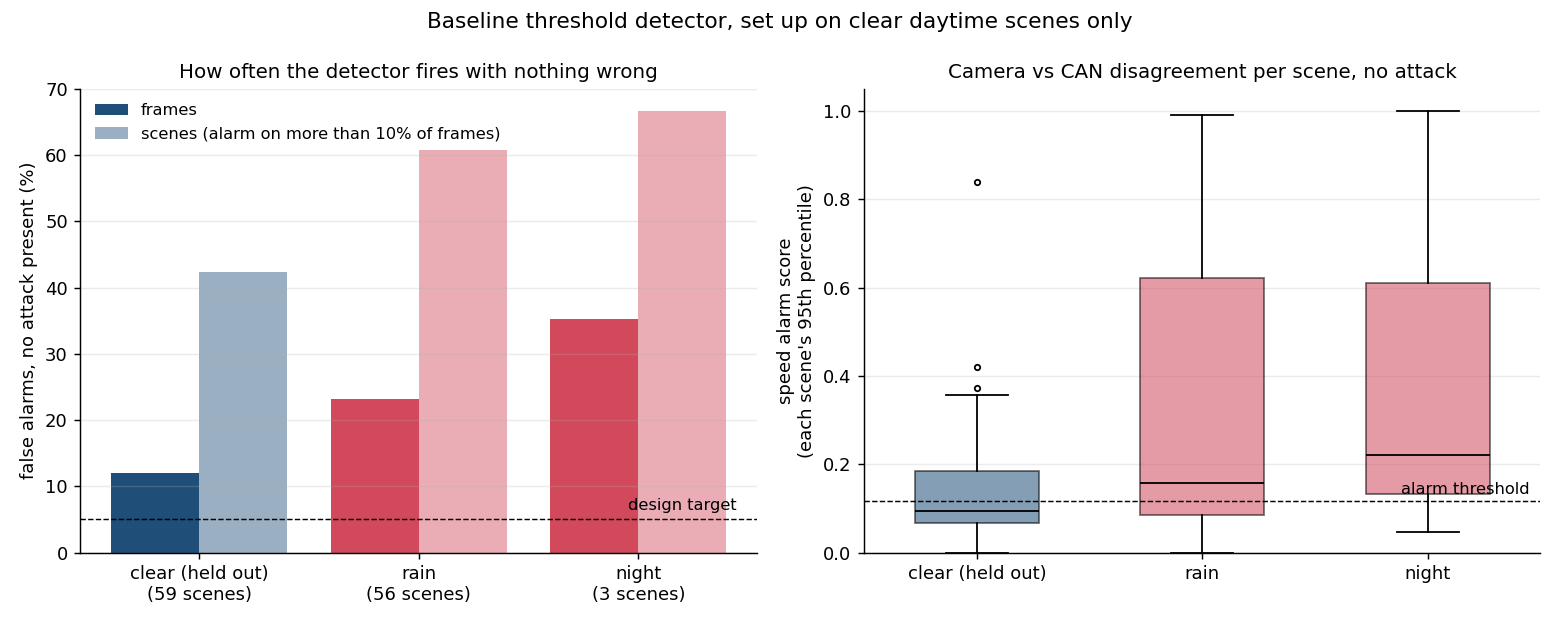 Baseline threshold detector, set up on clear daytime scenes only
How often the detector fires with nothing wrong
false alarms, no attack present (%)
70
60
50
40
30
20
10
0
frames
scenes (alarm on more than 10% of frames)
design target
clear (held out)
(59 scenes)
rain
(56 scenes)
night
(3 scenes)
Camera vs CAN disagreement per scene, no attack
speed alarm score
(each scene's 95th percentile)
1.0
0.8
0.6
0.4
0.2
0.0
alarm threshold
clear (held out)
rain
night